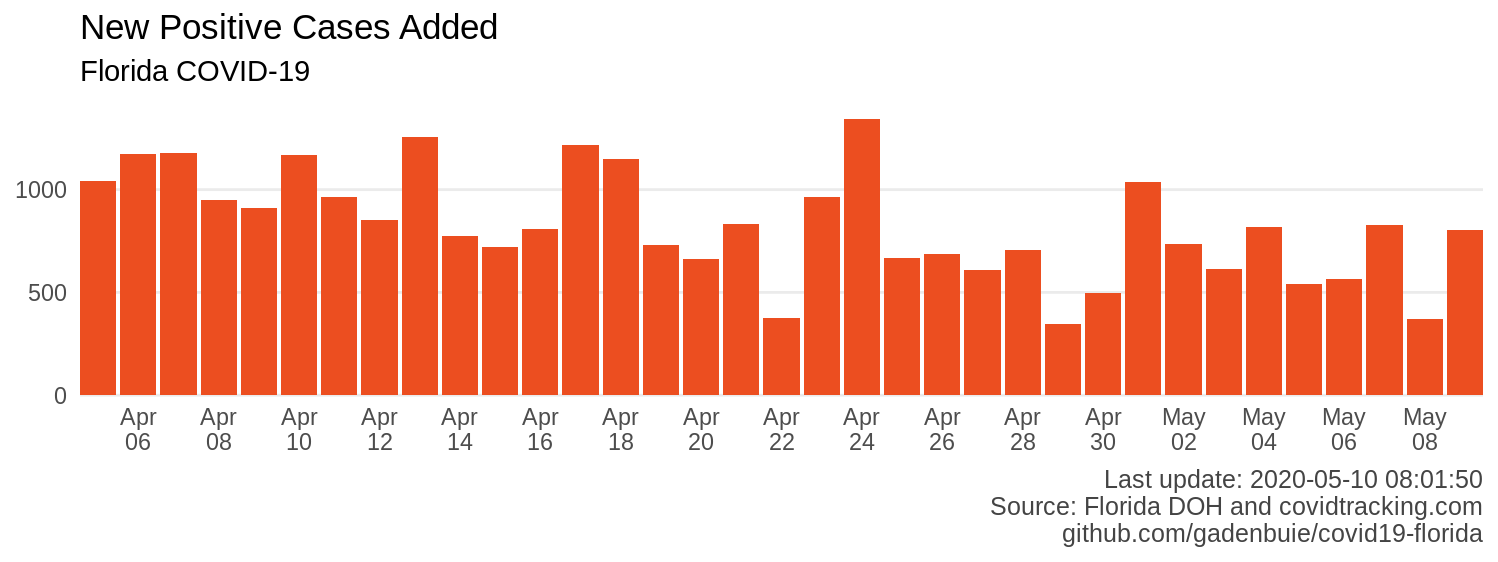 New Positive Cases Added
Florida COVID-19
1000
500
0
Apr Apr Apr Apr Apr Apr Apr Apr Apr Apr Apr Apr Apr May May May May
06 08 10 12 14 16 18 20 22 24 26 28 30 02 04 06 08
Last update: 2020-05-10 08:01:50
Source: Florida DOH and covidtracking.com
github.com/gadenbuie/covid19-florida